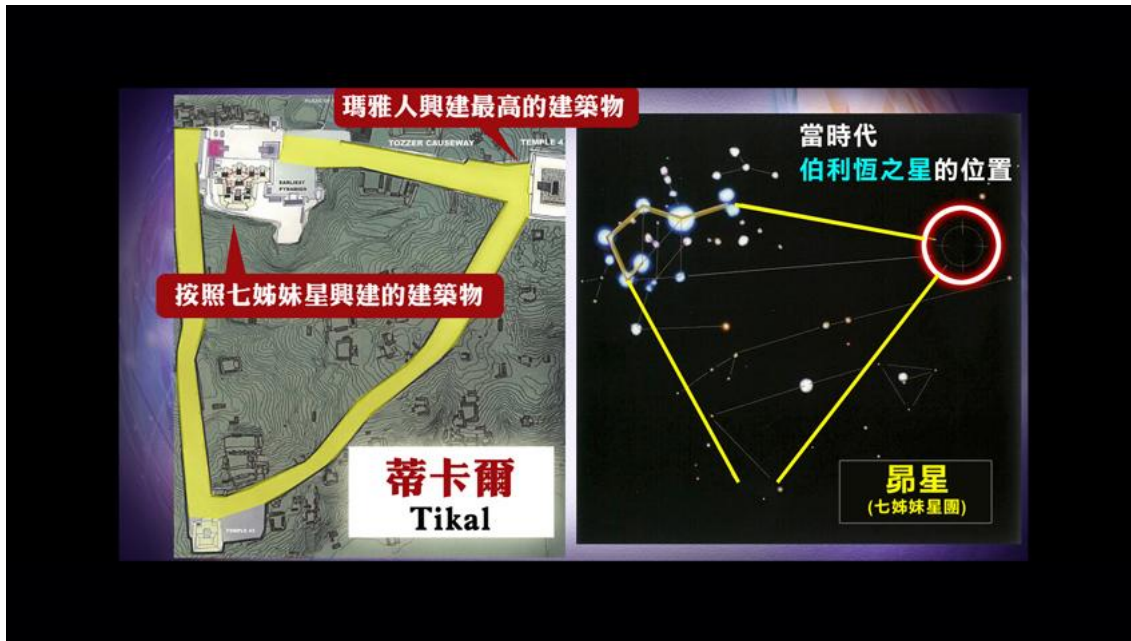 瑪雅人興建最高的建築物
TOZZER CAUSEWAY
TEMPLE 4
EARLIEST
PYRAMIDS
按照七姊妹星興建的建築物
蒂卡爾
Tikal
當時代
伯利恆之星的位置
昴星
(七姊妹星團)